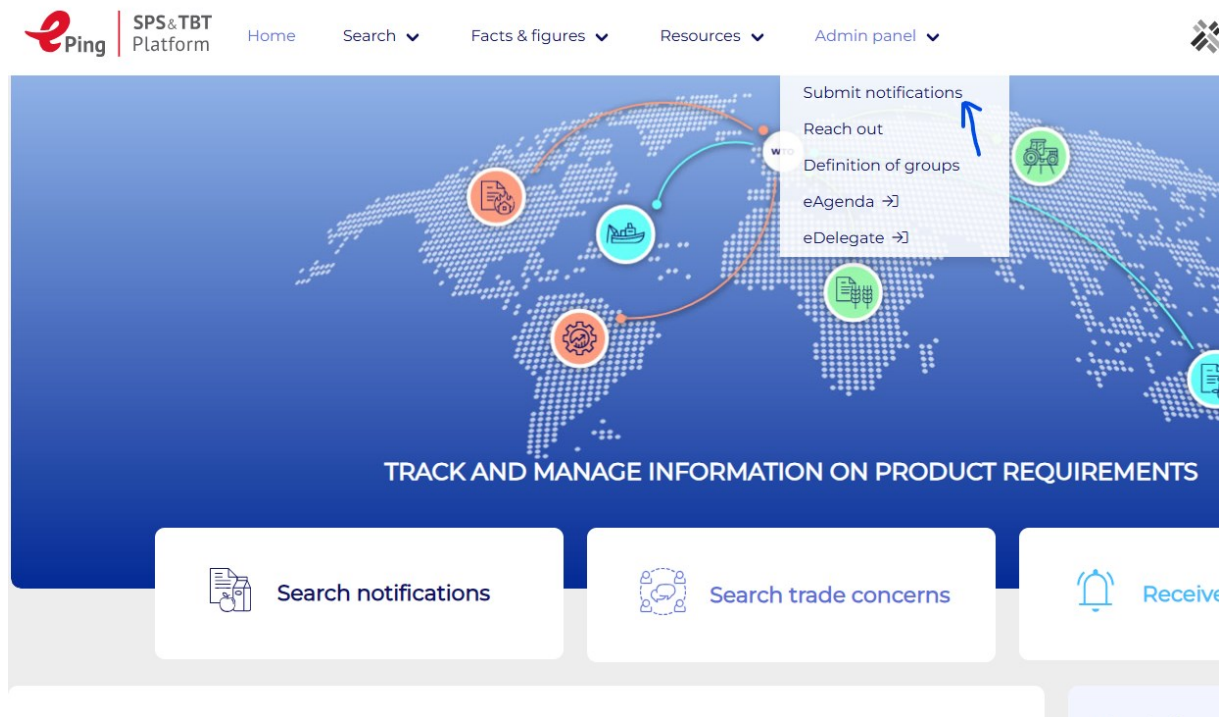 ePing
SPS&TBT
Platform
Home
Search
Facts & figures
Resources
Admin panel
Submit notifications
Reach out
Definition of groups
eAgenda
eDelegate
WTO
TRACK AND MANAGE INFORMATION ON PRODUCT REQUIREMENTS
Search notifications
Search trade concerns
Receive